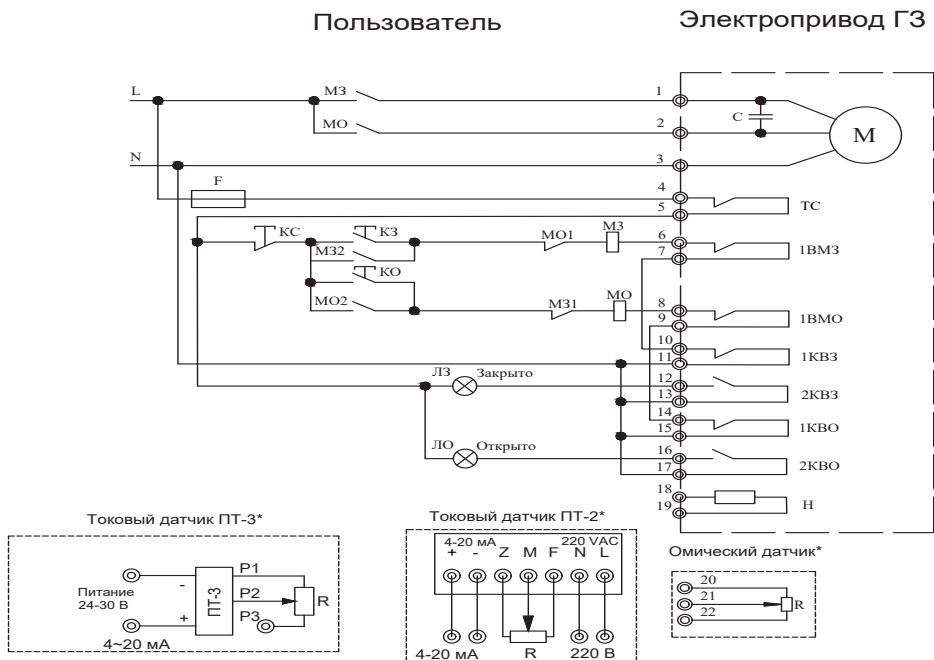 Пользователь
Электропривод ГЗ
L
МЗ
1
МО
2
C
M
N
3
F
4
5
ТС
КС
КЗ
МО1
МЗ
6
МЗ2
7
1ВМЗ
КО
МО2
МЗ1
МО
8
9
1ВМО
10
11
1КВЗ
ЛЗ
Закрыто
12
13
2КВЗ
14
15
1КВО
ЛО
Открыто
16
17
2КВО
18
19
Н
Токовый датчик ПТ-3*
Питание
24-30 В
-
+
4~20 мА
ПТ-3
P1
P2
P3
R
Токовый датчик ПТ-2*
4-20 мА 220 VAC
+ - Z M F N L
4-20 мА R 220 В
Омический датчик*
20
21
22
R